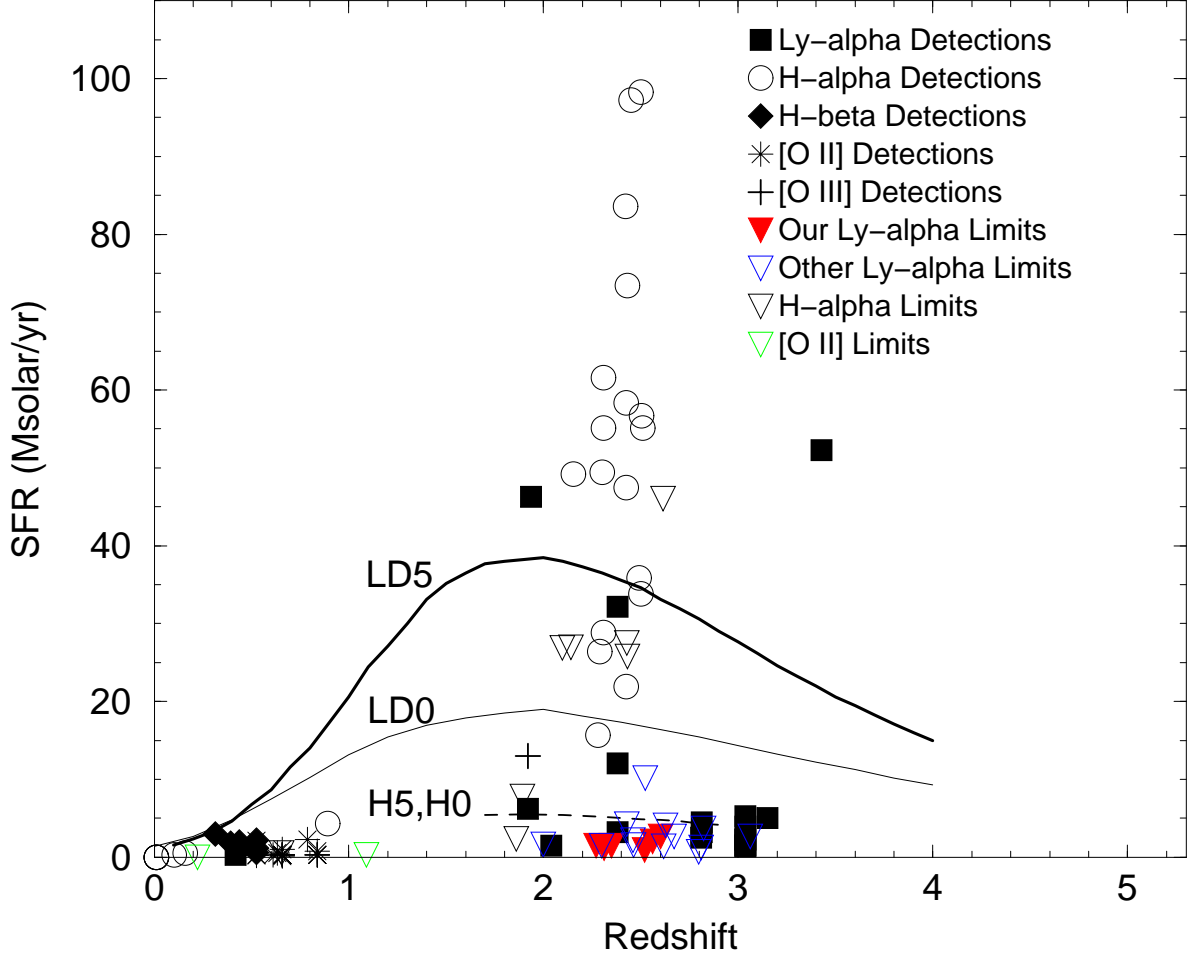 100
80
60
40
20
0
SFR (Msolar/yr)
Ly−alpha Detections
H−alpha Detections
H−beta Detections
[O II] Detections
[O III] Detections
Our Ly−alpha Limits
Other Ly−alpha Limits
H−alpha Limits
[O II] Limits
LD5
LD0
H5,H0
0 1 2 3 4 5
Redshift